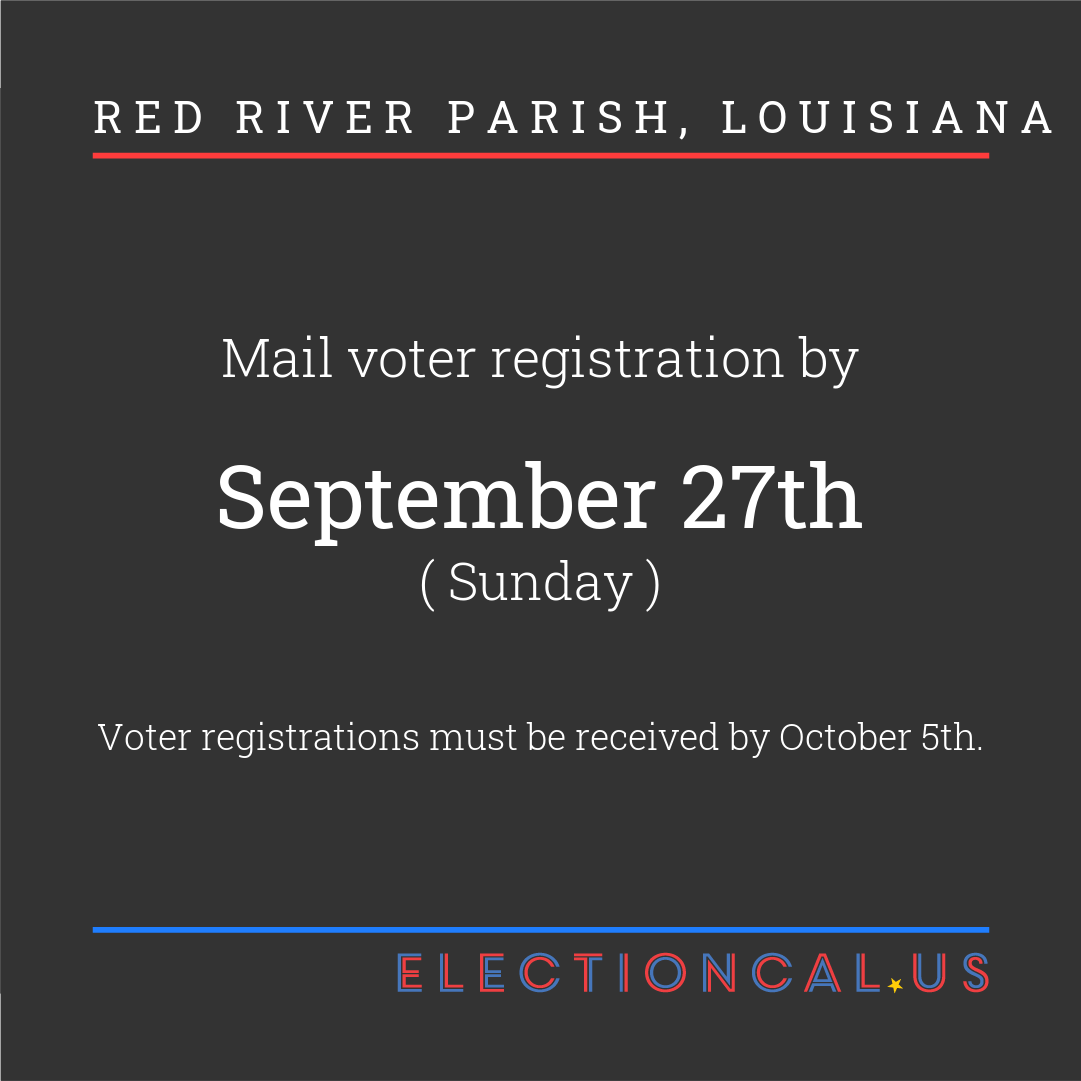 RED RIVER PARISH, LOUISIANA
Mail voter registration by
September 27th
( Sunday )
Voter registrations must be received by October 5th.
ELECTIONCAL.US